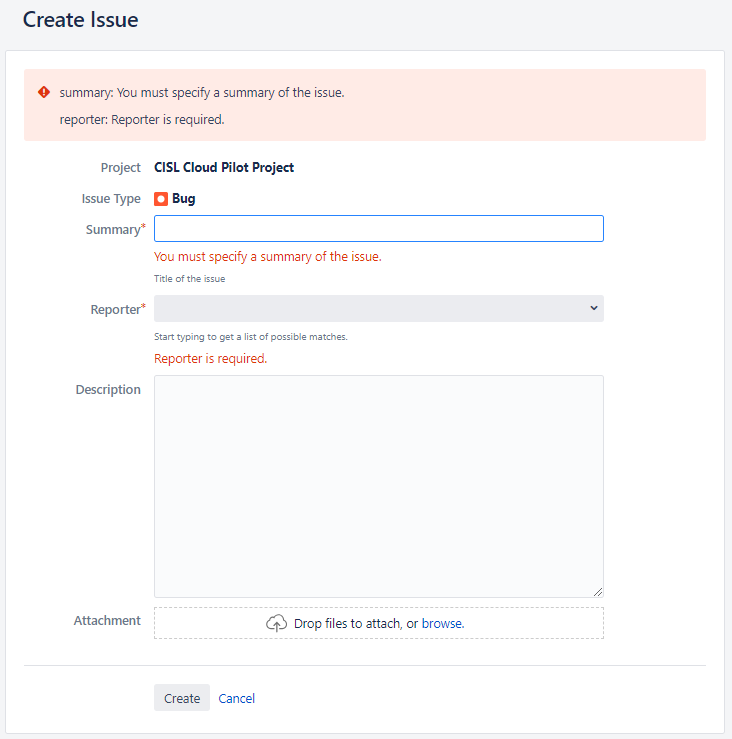 Create Issue
summary: You must specify a summary of the issue.
reporter: Reporter is required.
Project CISL Cloud Pilot Project
Issue Type Bug
Summary*
You must specify a summary of the issue.
Title of the issue
Reporter*
Start typing to get a list of possible matches.
Reporter is required.
Description
Attachment Drop files to attach, or browse.
Create Cancel